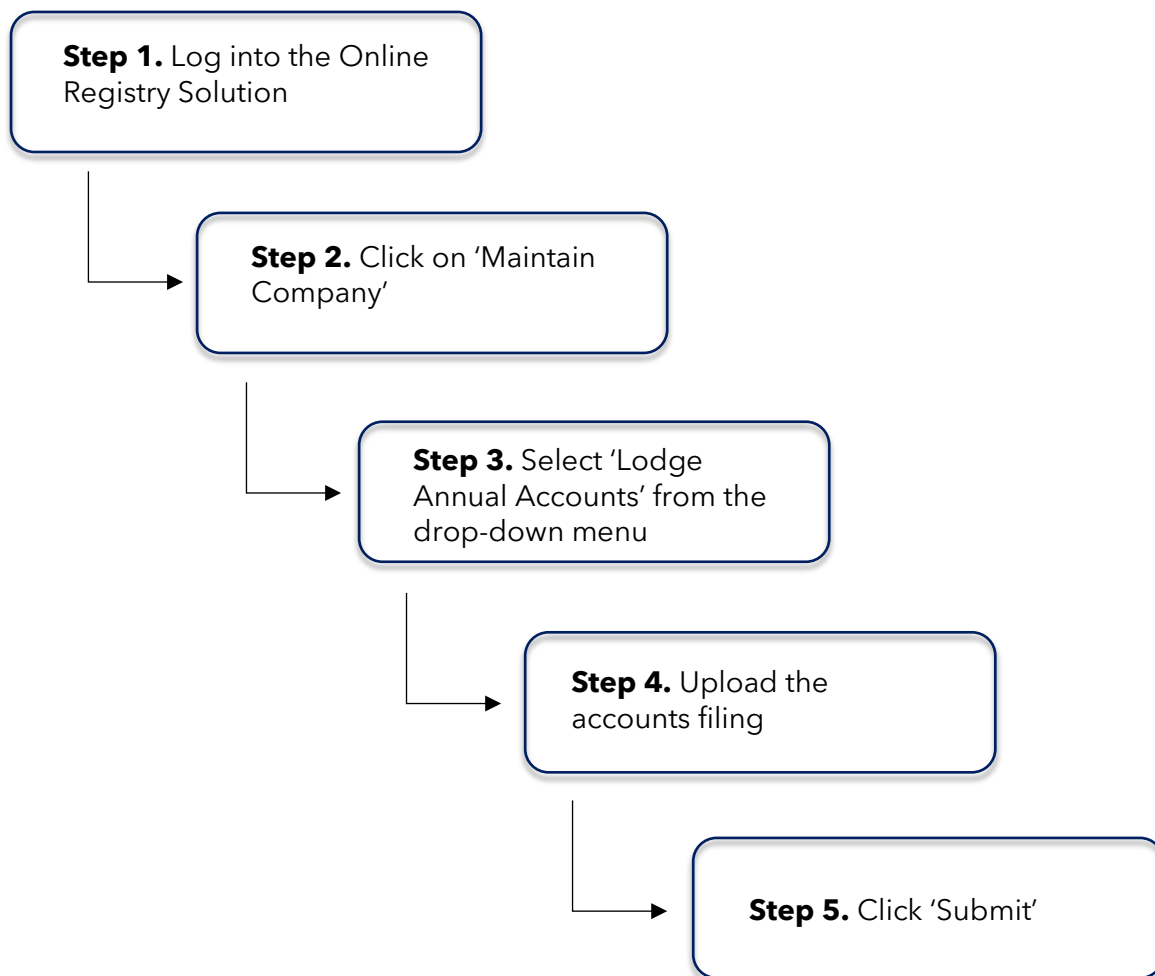 Step 1. Log into the Online
Registry Solution
Step 2. Click on ‘Maintain
Company’
Step 3. Select ‘Lodge
Annual Accounts’ from the
drop-down menu
Step 4. Upload the
accounts filing
Step 5. Click ‘Submit’